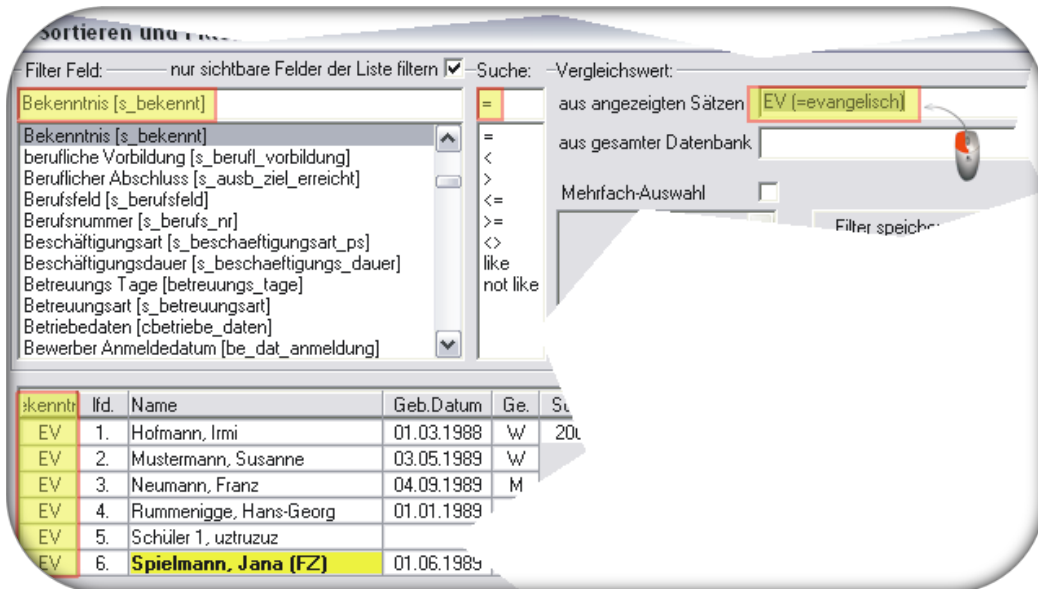 Sortieren und
Filter Feld: nur sichtbare Felder der Liste filtern Suche: Vergleichswert:
Bekenntnis [s_bekennt] = aus angezeigten Sätzen EV (=evangelisch)
Bekenntnis [s_bekennt] =
aus gesamter Datenbank
berufliche Vorbildung [s_berufl_vorbildung] <
Beruflicher Abschluss [s_ausb_ziel_erreicht] >
Berufsfeld [s_berufsfeld] <= Mehrfach-Auswahl
Berufsnummer [s_berufs_nr] >=
Filter speichern
Beschäftigungsart [s_beschaeftigungsart_ps] <>
Beschäftigungsdauer [s_beschaeftigungs_dauer] like
Betreuungs Tage [betreuungs_tage] not like
Betreuungsart [s_betreuungsart]
Betriebedaten [cbetriebe_daten]
Bewerber Anmeldedatum [be_dat_anmeldung]
ekennt lfd. Name Geb.Datum Ge.
EV 1. Hofmann, Irmi 01.03.1988 W 200
EV 2. Mustermann, Susanne 03.05.1989 W
EV 3. Neumann, Franz 04.09.1989 M
EV 4. Rummenigge, Hans-Georg 01.01.1989
EV 5. Schüler 1, uztruzuz
EV 6. Spielmann, Jana (FZ) 01.06.1989